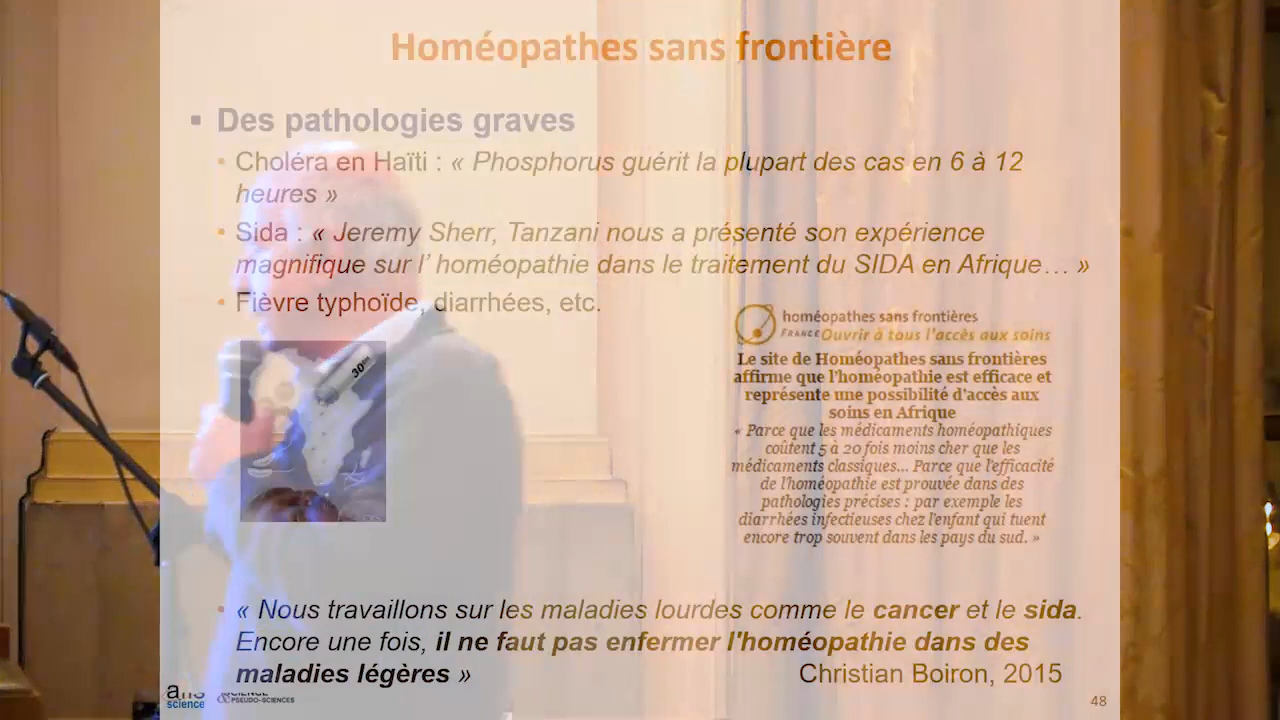 Homéopathes sans frontière
▪ Des pathologies graves
• Choléra en Haïti : « Phosphorus guérit la plupart des cas en 6 à 12
heures »
• Sida : « Jeremy Sherr, Tanzani nous a présenté son expérience
magnifique sur l’ homéopathie dans le traitement du SIDA en Afrique… »
• Fièvre typhoïde, diarrhées, etc.
30CH
homéopathes sans frontières
FRANCE Ouvrir à tous l'accès aux soins
Le site de Homéopathes sans frontières
affirme que l'homéopathie est efficace et
représente une possibilité d'accès aux
soins en Afrique
« Parce que les médicaments homéopathiques
coûtent 5 à 20 fois moins cher que les
médicaments classiques... Parce que l'efficacité
de l'homéopathie est prouvée dans des
pathologies précises : par exemple les
diarrhées infectieuses chez l'enfant qui tuent
encore trop souvent dans les pays du sud. »
• « Nous travaillons sur les maladies lourdes comme le cancer et le sida.
Encore une fois, il ne faut pas enfermer l'homéopathie dans des
maladies légères »
Christian Boiron, 2015
science
& PSEUDO-SCIENCES
48